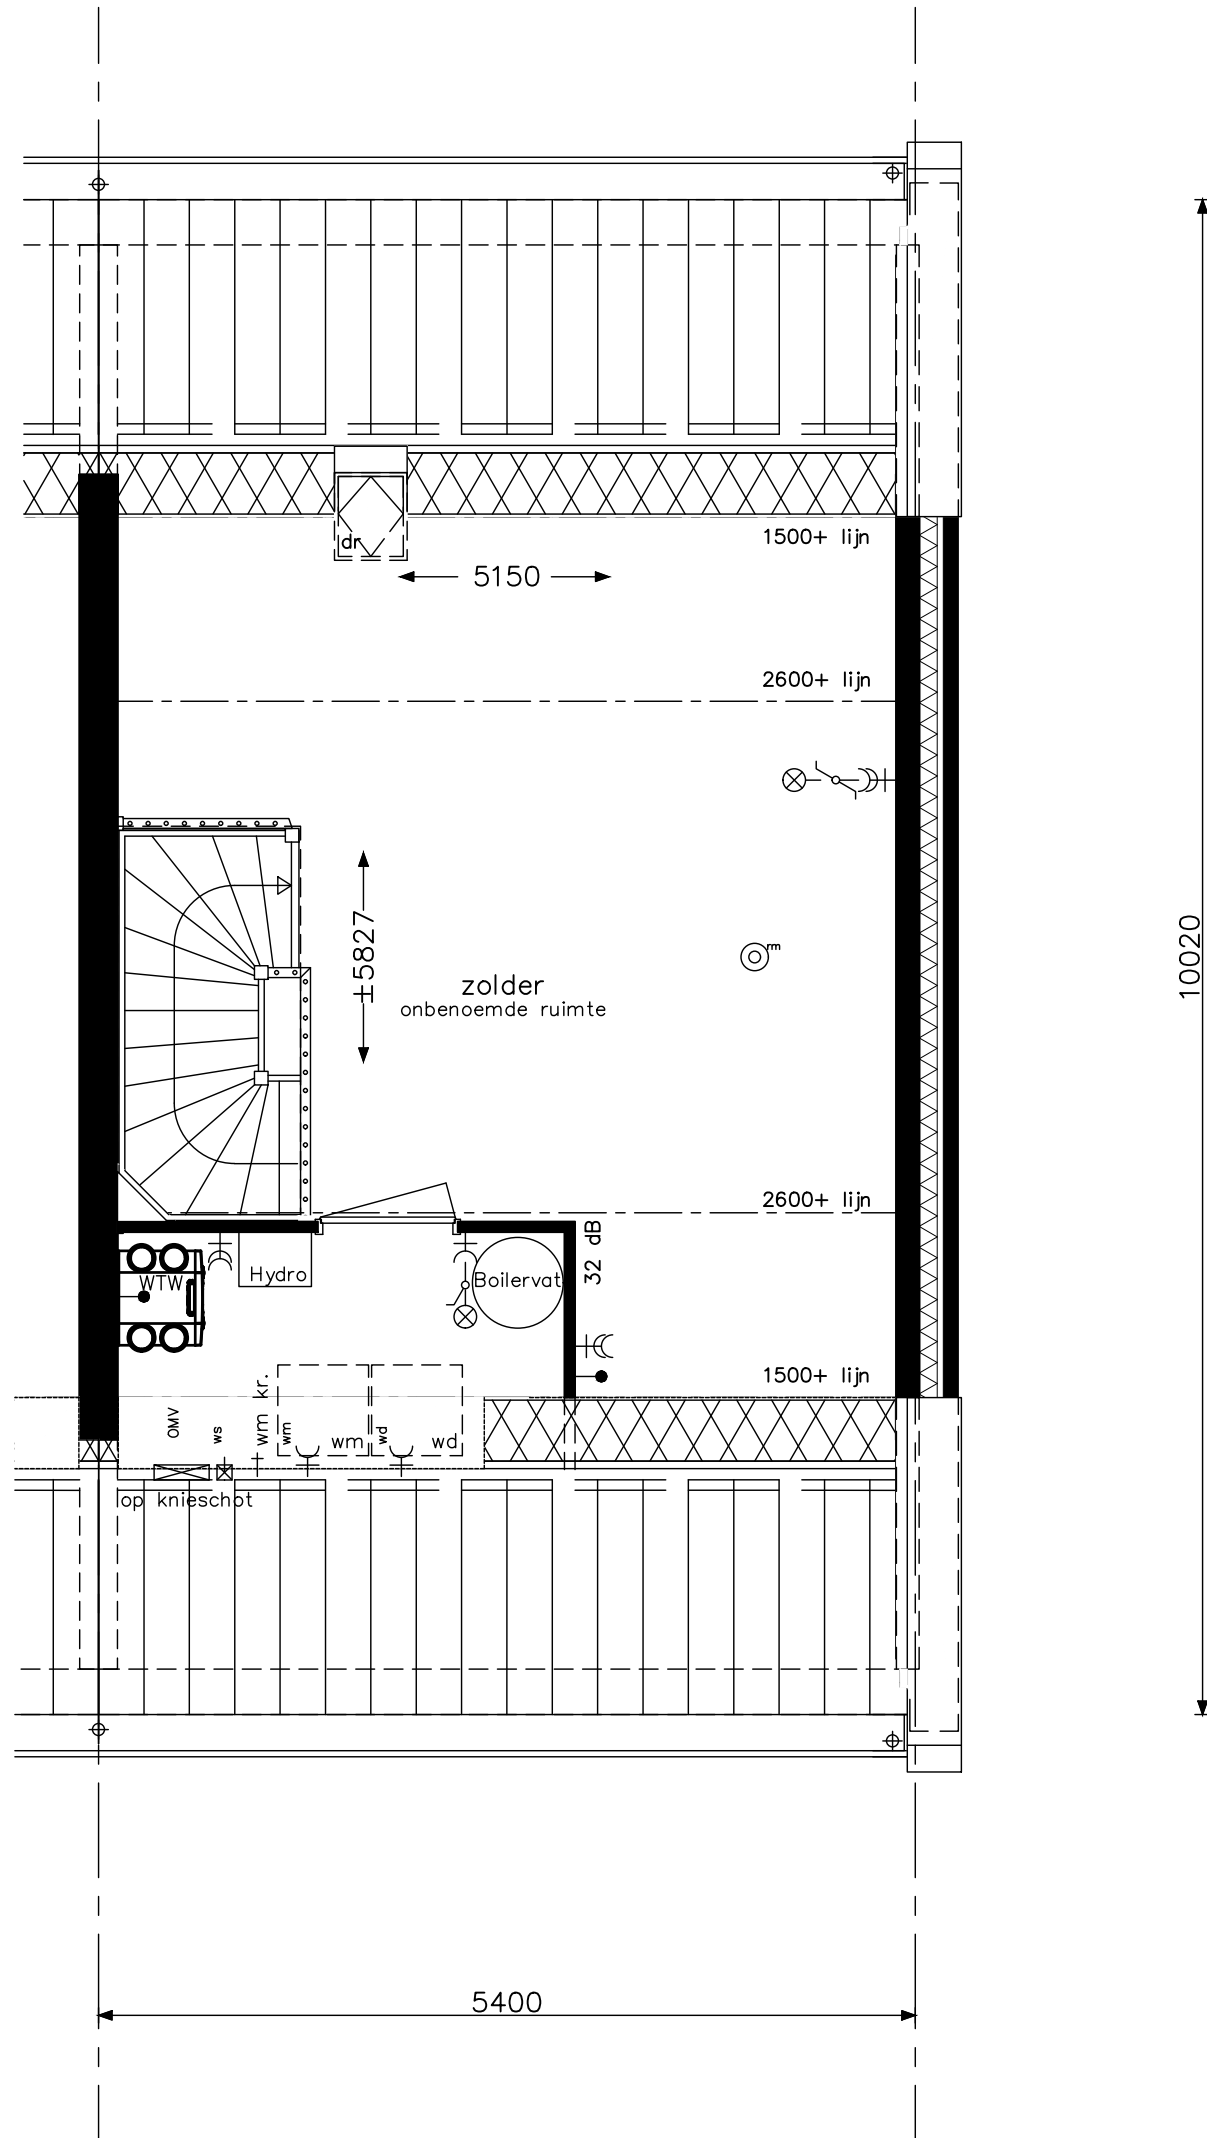 1500+ lijn
dr
5150
2600+ lijn
±5827
rm
zolder
onbenoemde ruimte
10020
2600+ lijn
32 dB
Hydro
Boilervat
WTW
1500+ lijn
OMV
ws
wm kr.
wm
wm
wd
wd
op knieschot
5400